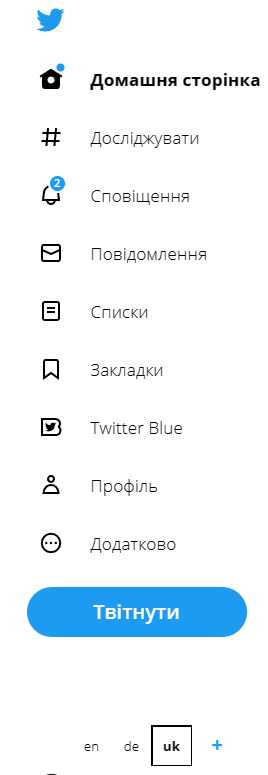 Домашня сторінка
Досліджувати
2
Сповіщення
Повідомлення
Списки
Закладки
Twitter Blue
Профіль
Додатково
Твітнути
en de uk +